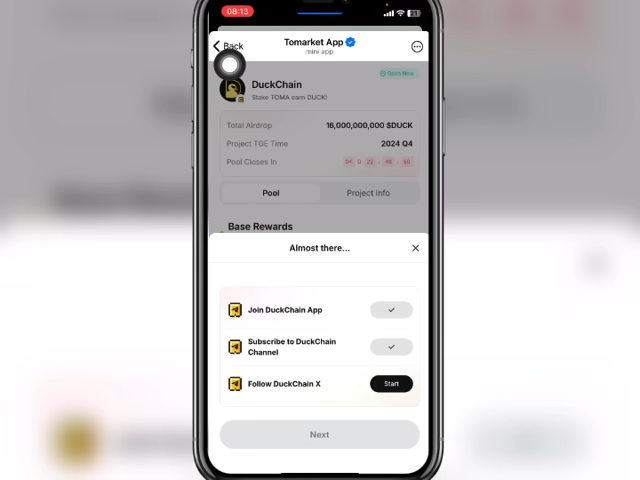 08:13
21
Back
Tomarket App
mini app
Open Now
DuckChain
Stake TOMA earn DUCK!
Total Airdrop 16,000,000,000 $DUCK
Project TGE Time 2024 Q4
Pool Closes In
Pool Project Info
Base Rewards
Almost there...
Join DuckChain App
Subscribe to DuckChain
Channel
Follow DuckChain X Start
Next